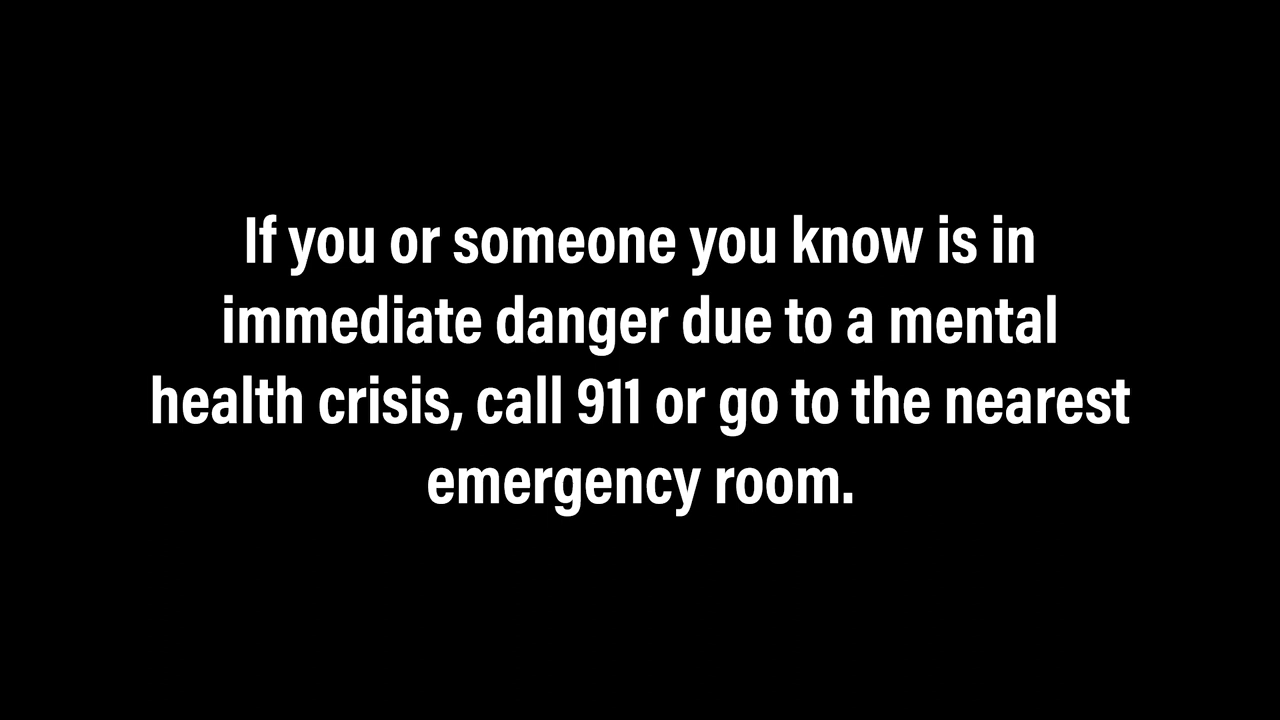 If you or someone you know is in
immediate danger due to a mental
health crisis, call 911 or go to the nearest
emergency room.